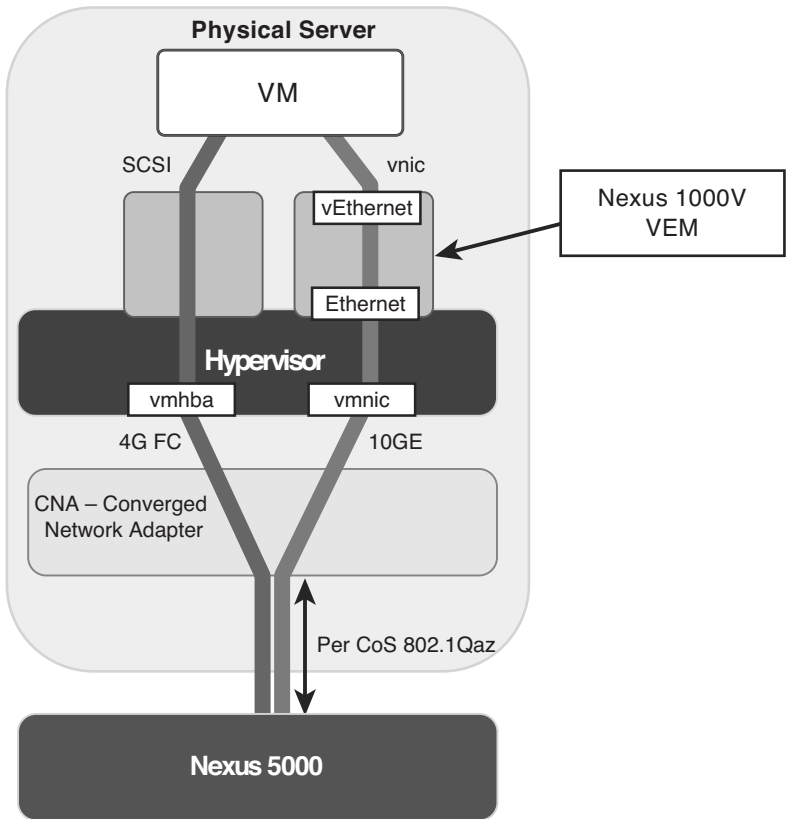 Physical Server
VM
SCSI
vnic
vEthernet
Nexus 1000V
VEM
Ethernet
Hypervisor
vmhba
vmnic
4G FC
10GE
CNA – Converged
Network Adapter
Per CoS 802.1Qaz
Nexus 5000